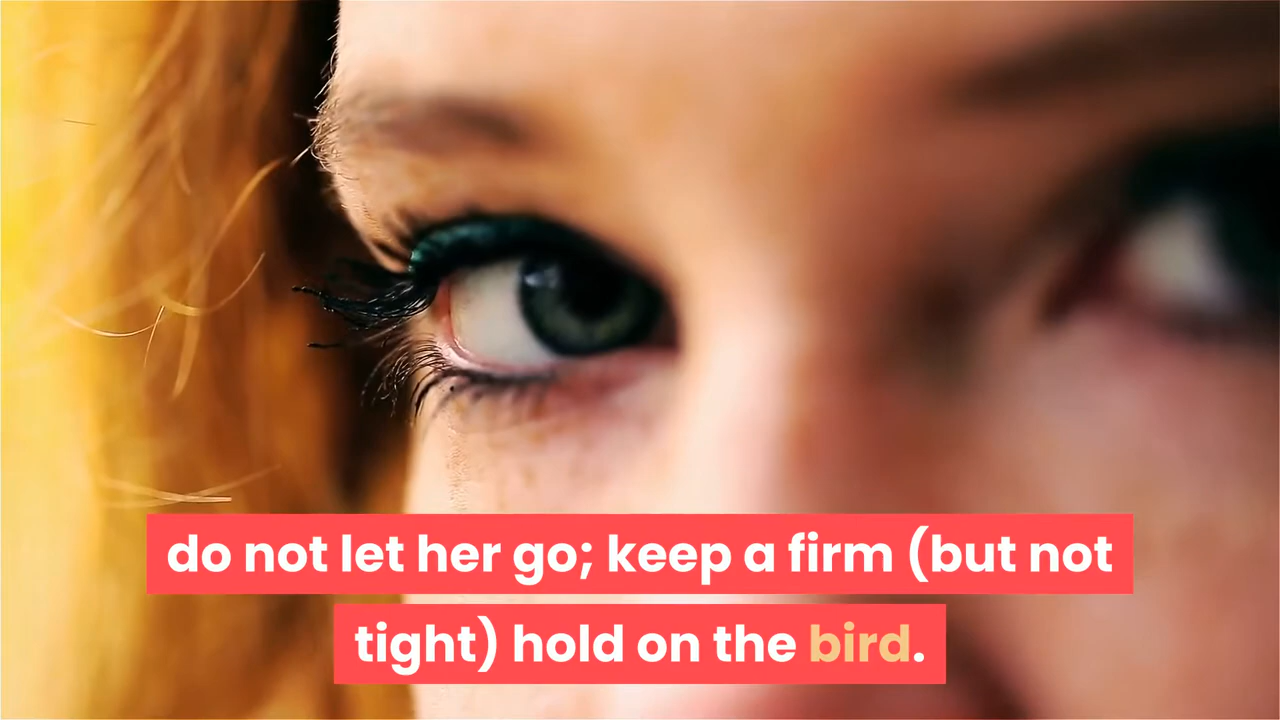 do not let her go; keep a firm (but not
tight) hold on the bird.